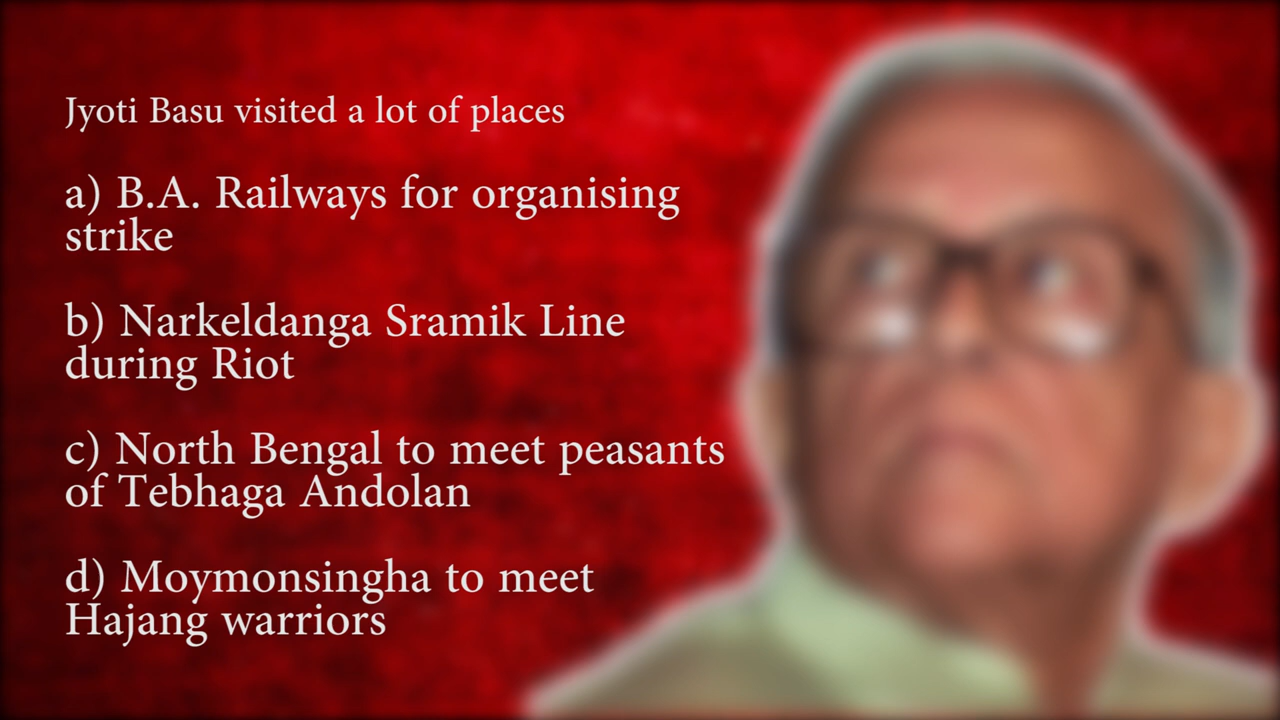 Jyoti Basu visited a lot of places
a) B.A. Railways for organising
strike
b) Narkeldanga Sramik Line
during Riot
c) North Bengal to meet peasants
of Tebhaga Andolan
d) Moymonsingha to meet
Hajang warriors